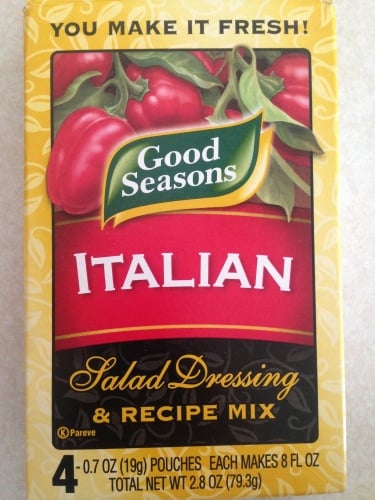 YOU MAKE IT FRESH!
Good
Seasons
ITALIAN
Salad Dressing
& RECIPE MIX
K Pareve
4-0.7 OZ (19g) POUCHES EACH MAKES 8 FL OZ
TOTAL NET WT 2.8 OZ (79.3g)